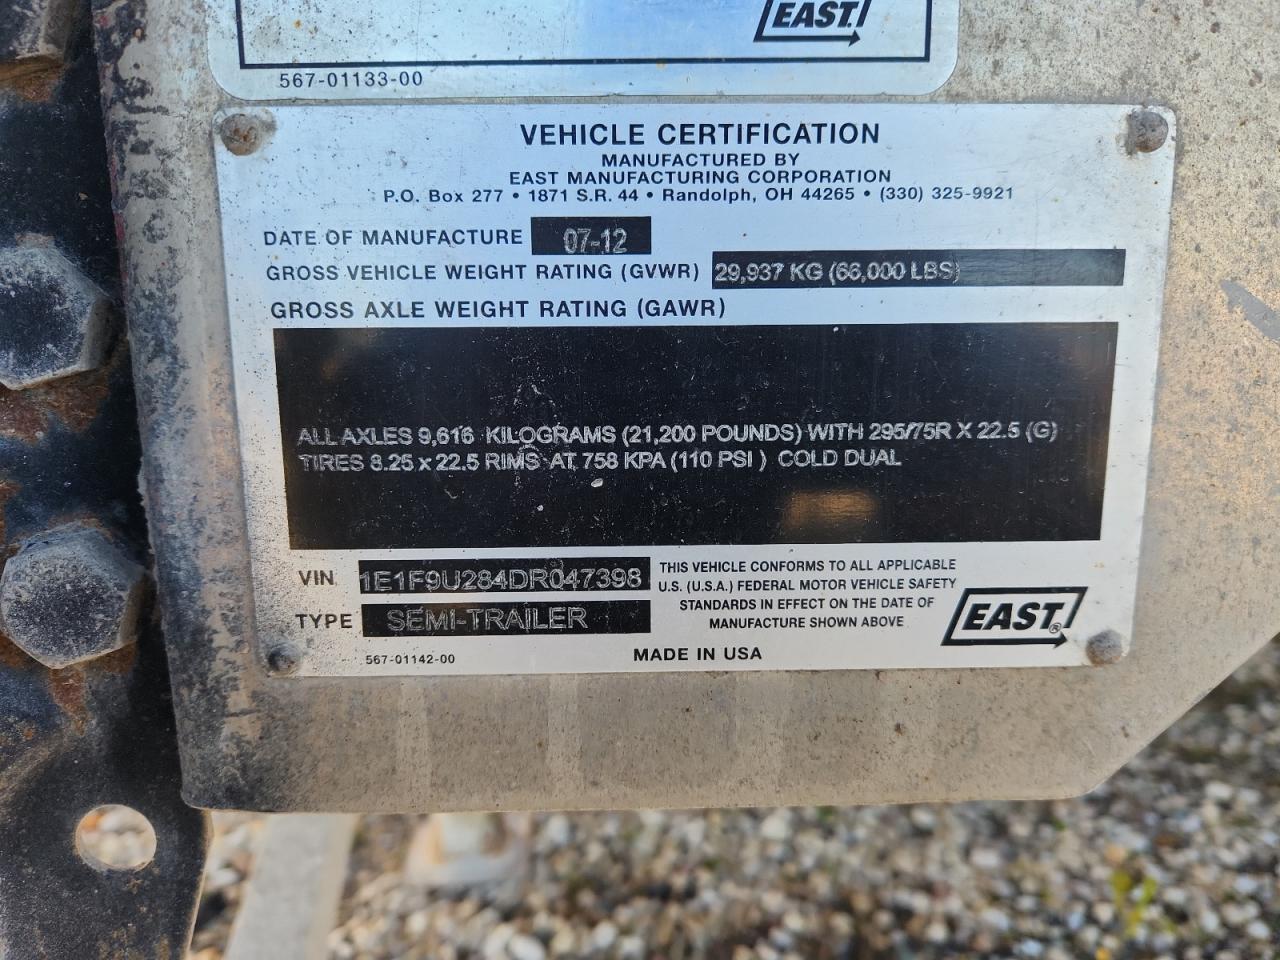 EAST
567-01133-00
VEHICLE CERTIFICATION
MANUFACTURED BY
EAST MANUFACTURING CORPORATION
P.O. Box 277 • 1871 S.R. 44 • Randolph, OH 44265 • (330) 325-9921
DATE OF MANUFACTURE 07-12
GROSS VEHICLE WEIGHT RATING (GVWR) 29,937 KG (66,000 LBS)
GROSS AXLE WEIGHT RATING (GAWR)
ALL AXLES 9,616 KILOGRAMS (21,200 POUNDS) WITH 295/75R X 22.5 (G)
TIRES 8.25 x 22.5 RIMS AT 758 KPA (110 PSI ) COLD DUAL
VIN 1E1F9U284DR047398
TYPE SEMI-TRAILER
567-01142-00
THIS VEHICLE CONFORMS TO ALL APPLICABLE
U.S. (U.S.A.) FEDERAL MOTOR VEHICLE SAFETY
STANDARDS IN EFFECT ON THE DATE OF
MANUFACTURE SHOWN ABOVE
MADE IN USA
EAST®